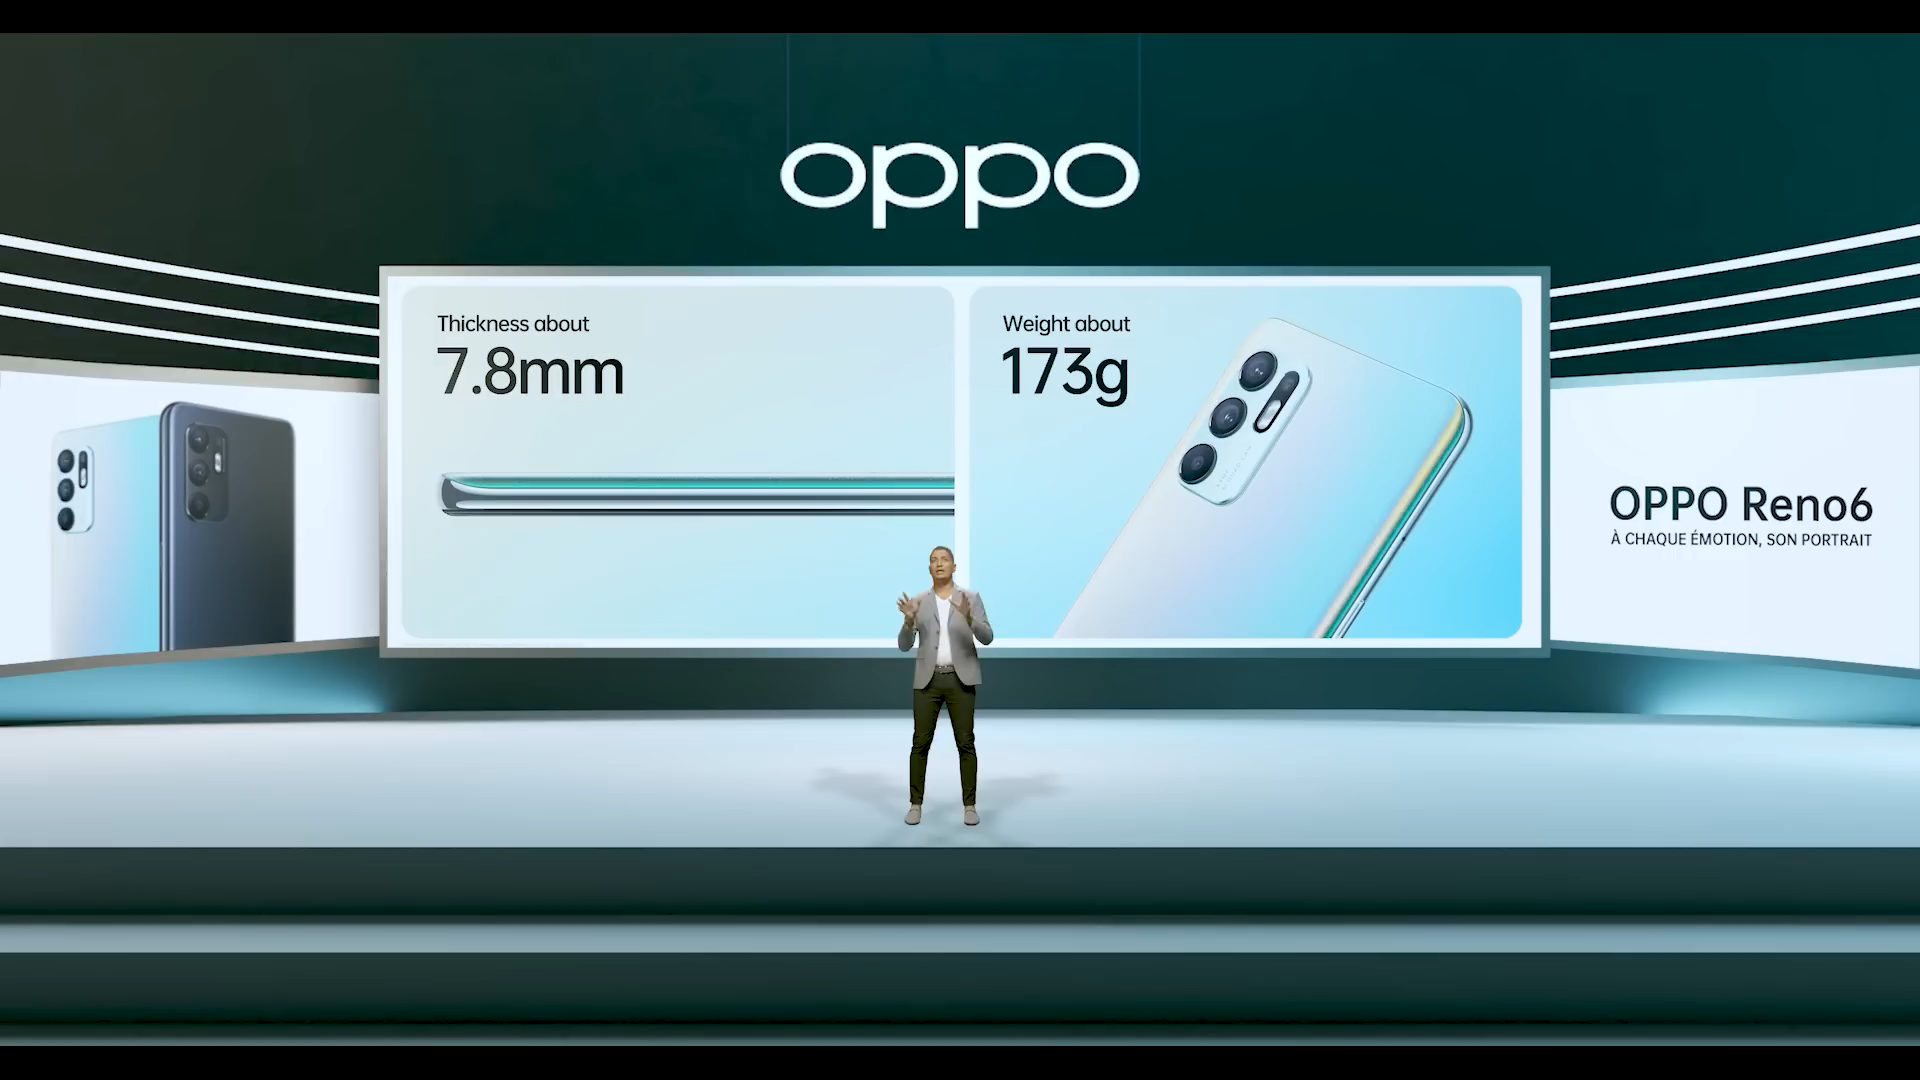 oppo
Thickness about
7.8mm
Weight about
173g
OPPO Reno6
À CHAQUE ÉMOTION, SON PORTRAIT